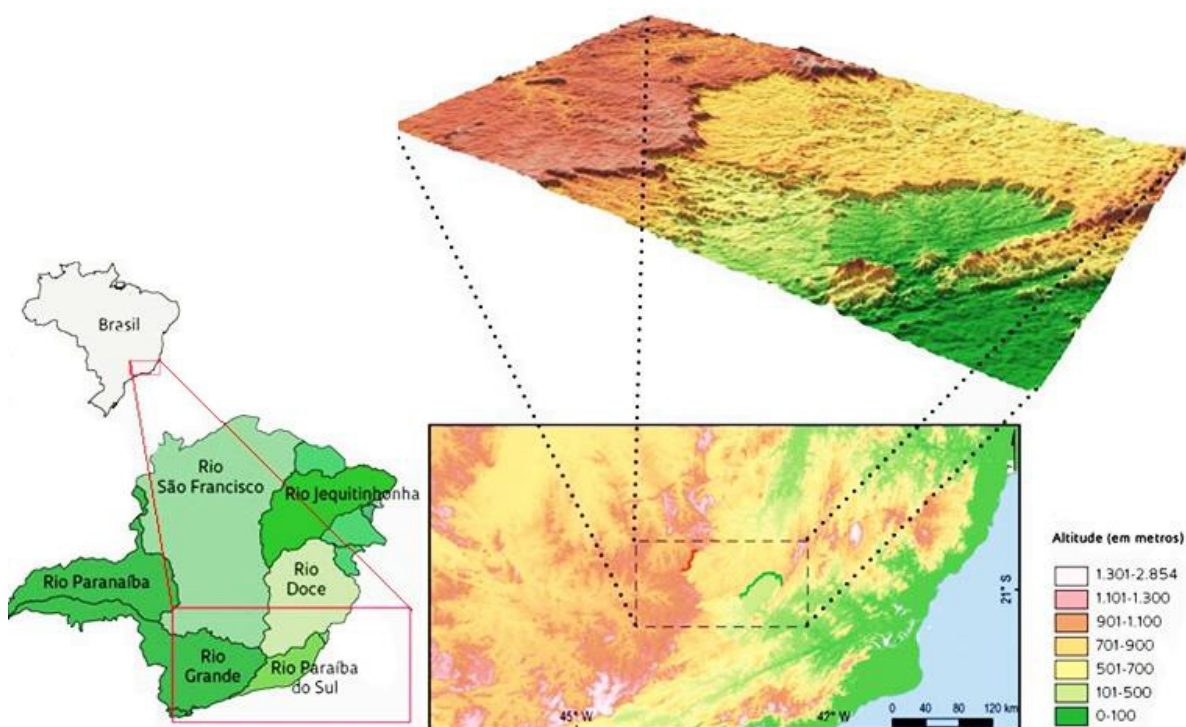 Brasil
Rio
São Francisco
Rio Jequitinhonha
Rio Paranaíba
Rio
Doce
Rio
Grande
Rio Paraíba
do Sul
21° S
45° W
42° W
0 40 80 120 km
Altitude (em metros)
1.301-2.854
1.101-1.300
901-1.100
701-900
501-700
101-500
0-100